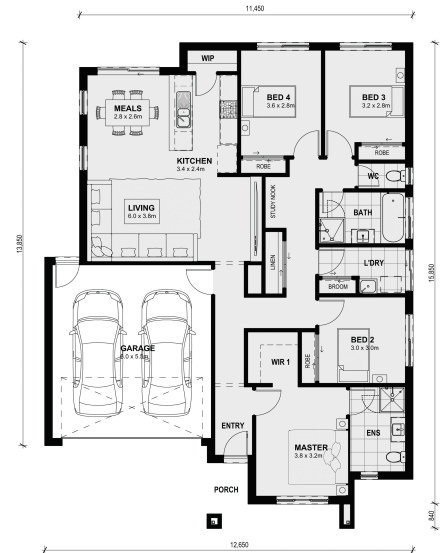 11,450
WIP
BED 4
3.6 x 2.8m
BED 3
3.2 x 2.8m
MEALS
2.8 x 2.6m
KITCHEN
3.4 x 2.4m
ROBE
ROBE
WC
LIVING
6.0 x 3.8m
STUDY NOOK
BATH
13,850
15,850
LINEN
L'DRY
BROOM
GARAGE
6.0 x 5.5m
BED 2
3.0 x 3.0m
WIR 1
ROBE
ENTRY
MASTER
3.8 x 3.2m
ENS
PORCH
840
12,650